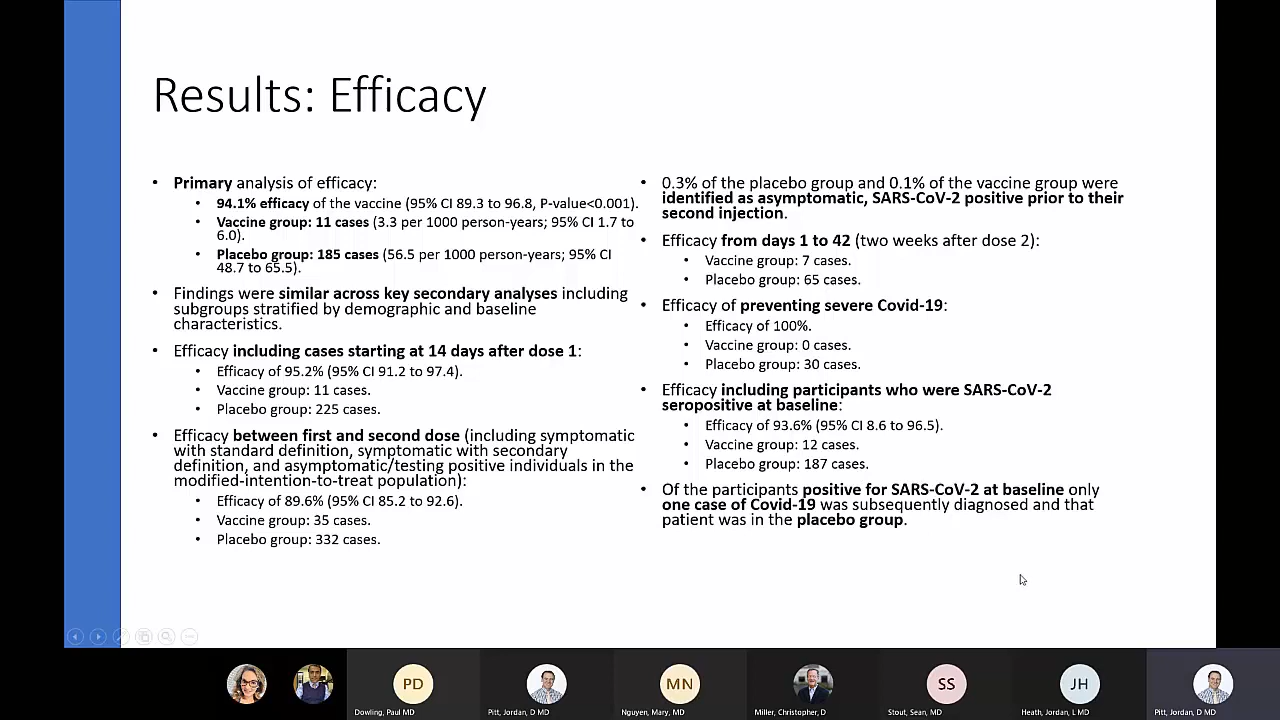 Results: Efficacy
• Primary analysis of efficacy:
• 94.1% efficacy of the vaccine (95% CI 89.3 to 96.8, P-value<0.001).
• Vaccine group: 11 cases (3.3 per 1000 person-years; 95% CI 1.7 to
6.0).
• Placebo group: 185 cases (56.5 per 1000 person-years; 95% CI
48.7 to 65.5).
• Findings were similar across key secondary analyses including
subgroups stratified by demographic and baseline
characteristics.
• Efficacy including cases starting at 14 days after dose 1:
• Efficacy of 95.2% (95% CI 91.2 to 97.4).
• Vaccine group: 11 cases.
• Placebo group: 225 cases.
• Efficacy between first and second dose (including symptomatic
with standard definition, symptomatic with secondary
definition, and asymptomatic/testing positive individuals in the
modified-intention-to-treat population):
• Efficacy of 89.6% (95% CI 85.2 to 92.6).
• Vaccine group: 35 cases.
• Placebo group: 332 cases.
• 0.3% of the placebo group and 0.1% of the vaccine group were
identified as asymptomatic, SARS-CoV-2 positive prior to their
second injection.
• Efficacy from days 1 to 42 (two weeks after dose 2):
• Vaccine group: 7 cases.
• Placebo group: 65 cases.
• Efficacy of preventing severe Covid-19:
• Efficacy of 100%.
• Vaccine group: 0 cases.
• Placebo group: 30 cases.
• Efficacy including participants who were SARS-CoV-2
seropositive at baseline:
• Efficacy of 93.6% (95% CI 8.6 to 96.5).
• Vaccine group: 12 cases.
• Placebo group: 187 cases.
• Of the participants positive for SARS-CoV-2 at baseline only
one case of Covid-19 was subsequently diagnosed and that
patient was in the placebo group.
PD
MN
SS
JH
Dowling, Paul MD
Pitt, Jordan, D MD
Nguyen, Mary, MD
Miller, Christopher, D
Stout, Sean, MD
Heath, Jordan, L MD
Pitt, Jordan, D MD